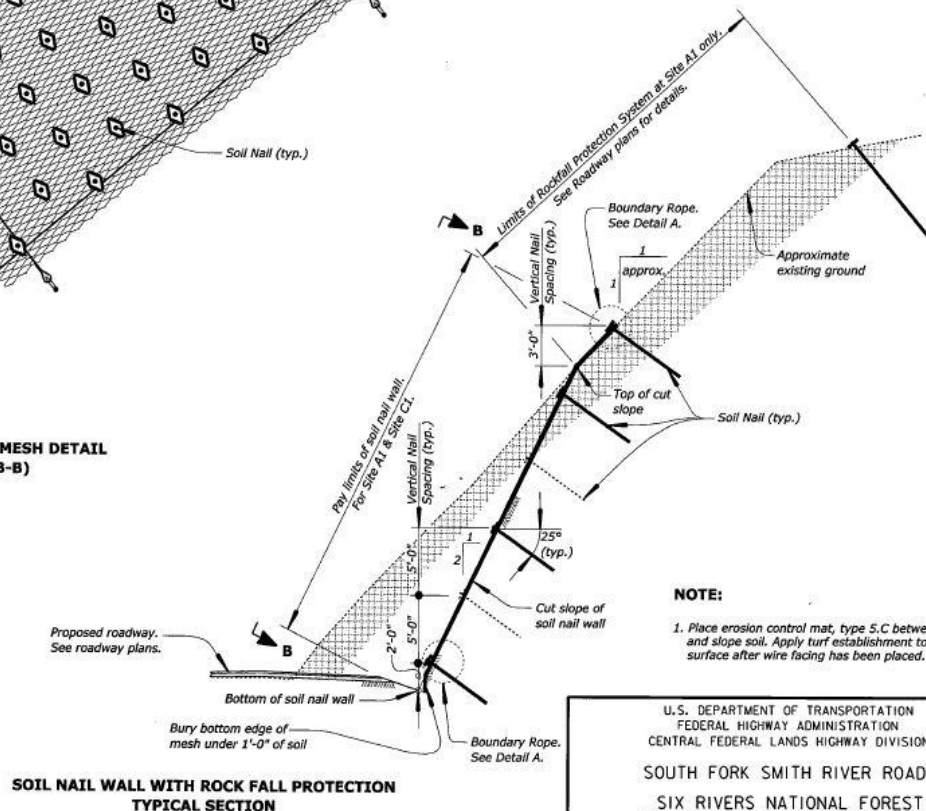 Soil Nail (typ.)
Limits of Rockfall Protection System at Site A1 only.
See Roadway plans for details.
B
Boundary Rope.
See Detail A.
1
approx.
1
Approximate
existing ground
Vertical Nail
Spacing (typ.)
3'-0"
Top of cut
slope
Soil Nail (typ.)
MESH DETAIL
B-B)
Pay limits of soil nail wall.
For Site A1 & Site C1.
Vertical Nail
Spacing (typ.)
5'-0"
1
2
25°
(typ.)
5'-0"
2'-0"
Cut slope of
soil nail wall
NOTE:
1. Place erosion control mat, type 5.C betwe
and slope soil. Apply turf establishment to
surface after wire facing has been placed.
Proposed roadway.
See roadway plans.
B
Bottom of soil nail wall
Bury bottom edge of
mesh under 1'-0" of soil
Boundary Rope.
See Detail A.
SOIL NAIL WALL WITH ROCK FALL PROTECTION
TYPICAL SECTION
U.S. DEPARTMENT OF TRANSPORTATION
FEDERAL HIGHWAY ADMINISTRATION
CENTRAL FEDERAL LANDS HIGHWAY DIVISION
SOUTH FORK SMITH RIVER ROAD
SIX RIVERS NATIONAL FOREST